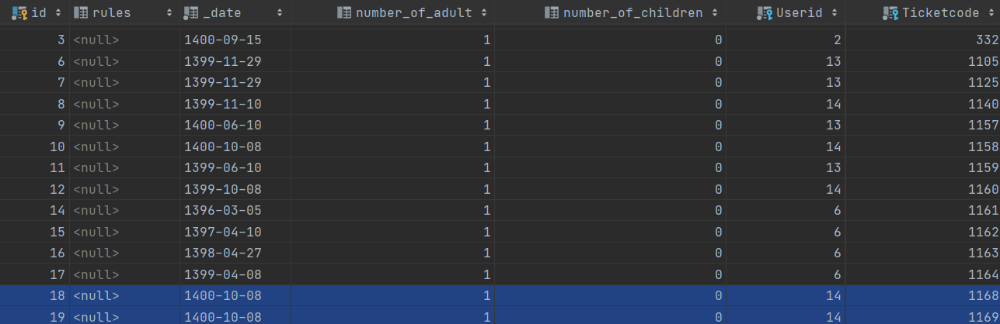 id rules _date number_of_adult number_of_children Userid Ticketcode
3 <null> 1400-09-15 1 0 2 332
6 <null> 1399-11-29 1 0 13 1105
7 <null> 1399-11-29 1 0 13 1125
8 <null> 1399-11-10 1 0 14 1140
9 <null> 1400-06-10 1 0 13 1157
10 <null> 1400-10-08 1 0 14 1158
11 <null> 1399-06-10 1 0 13 1159
12 <null> 1399-10-08 1 0 14 1160
14 <null> 1396-03-05 1 0 6 1161
15 <null> 1397-04-10 1 0 6 1162
16 <null> 1398-04-27 1 0 6 1163
17 <null> 1399-04-08 1 0 6 1164
18 <null> 1400-10-08 1 0 14 1168
19 <null> 1400-10-08 1 0 14 1169